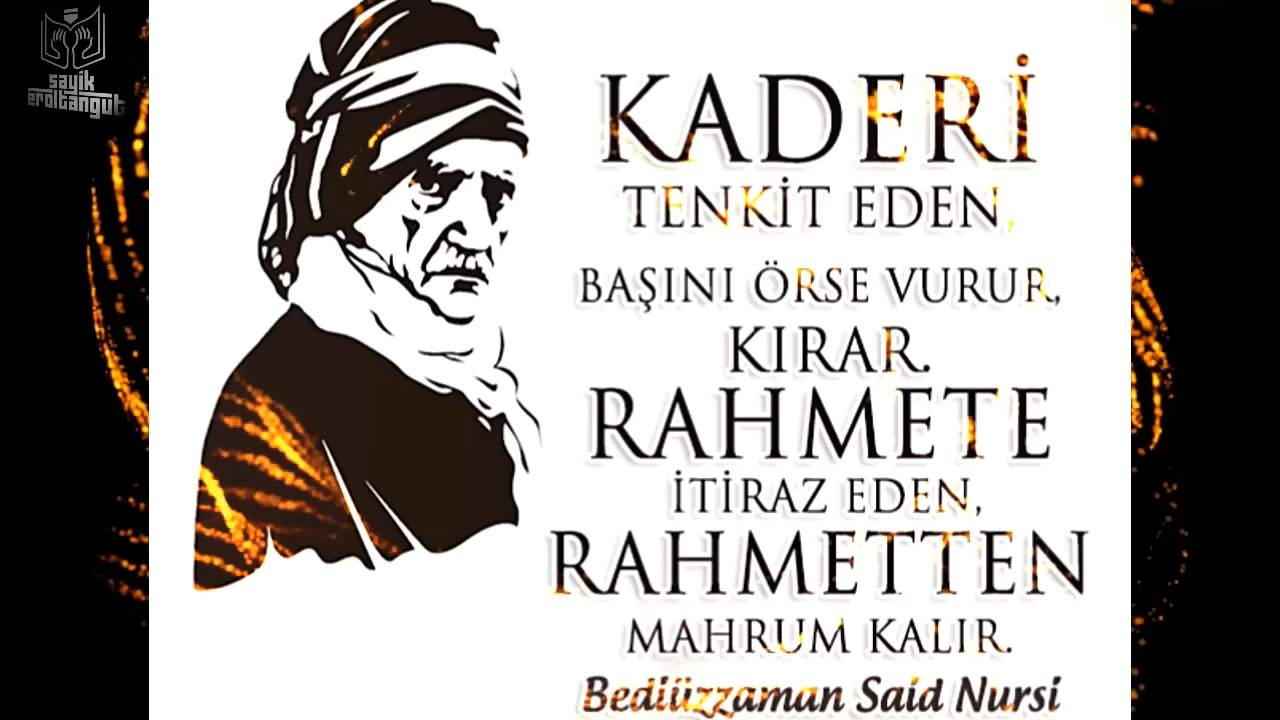 sayik
eroltangut
KADERİ
TENKİT EDEN,
BAŞINI ÖRSE VURUR,
KIRAR.
RAHMETE
İTİRAZ EDEN,
RAHMETTEN
MAHRUM KALIR.
Bediüzzaman Said Nursi